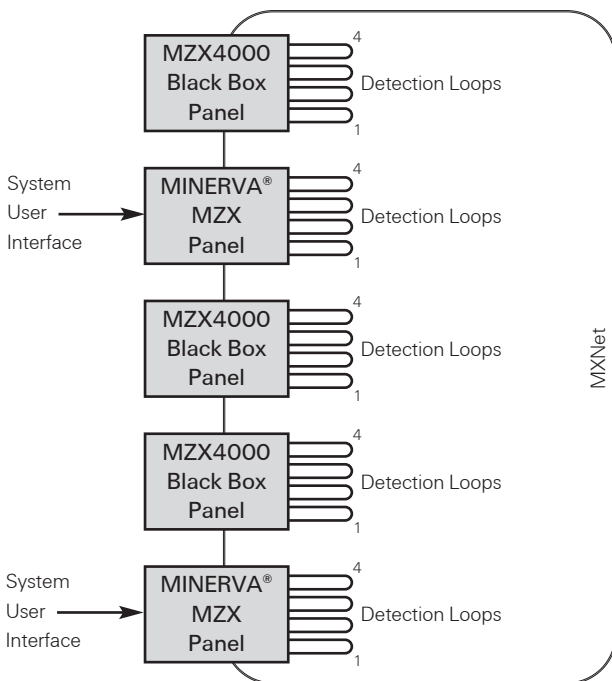 MZX4000
Black Box
Panel
4
Detection Loops
1
System
User
Interface
MINERVA®
MZX
Panel
4
Detection Loops
1
MZX4000
Black Box
Panel
4
Detection Loops
1
MXNet
MZX4000
Black Box
Panel
4
Detection Loops
1
System
User
Interface
MINERVA®
MZX
Panel
4
Detection Loops
1